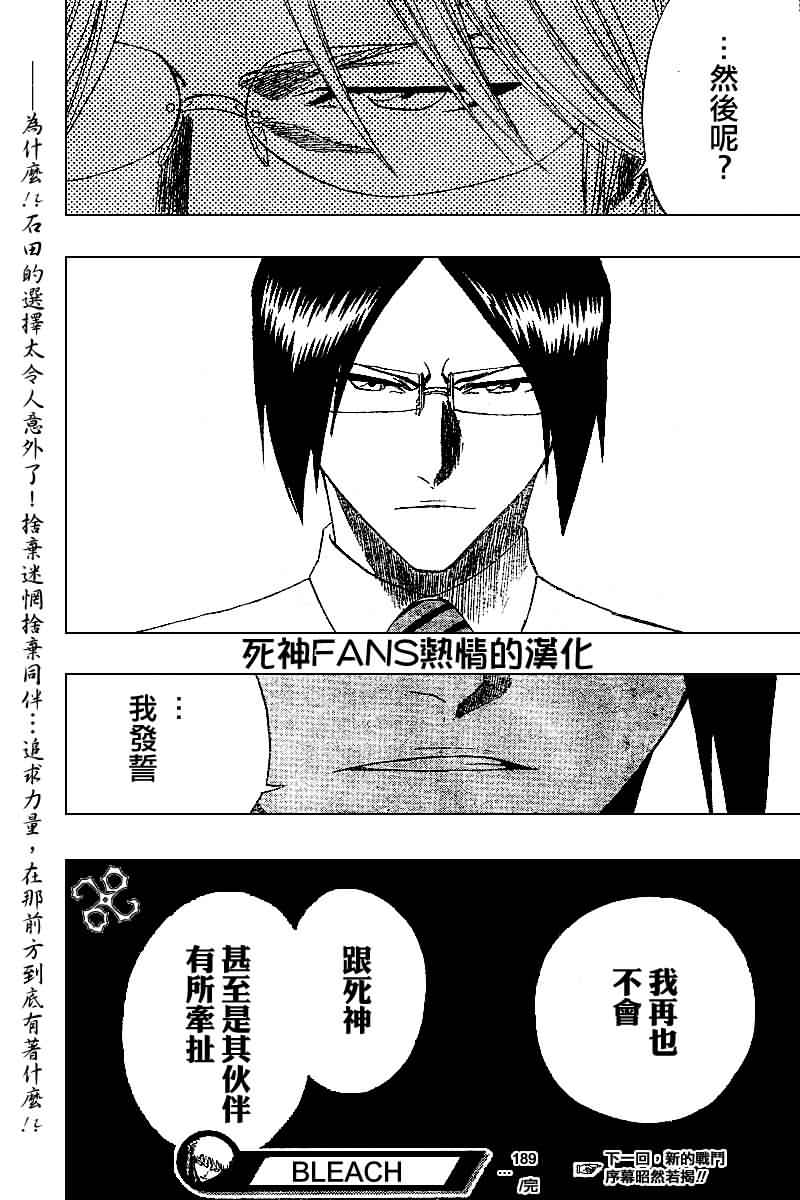 …然後呢？
死神FANS熱情的漢化
…
我發誓
我再也
不會
跟死神
甚至是其伙伴
有所牽扯
——為什麼!?石田的選擇太令人意外了！捨棄迷惘捨棄同伴…追求力量，在那前方到底有著什麼!?
BLEACH
…189
/完
☞下一回，新的戰鬥
序幕昭然若揭!!